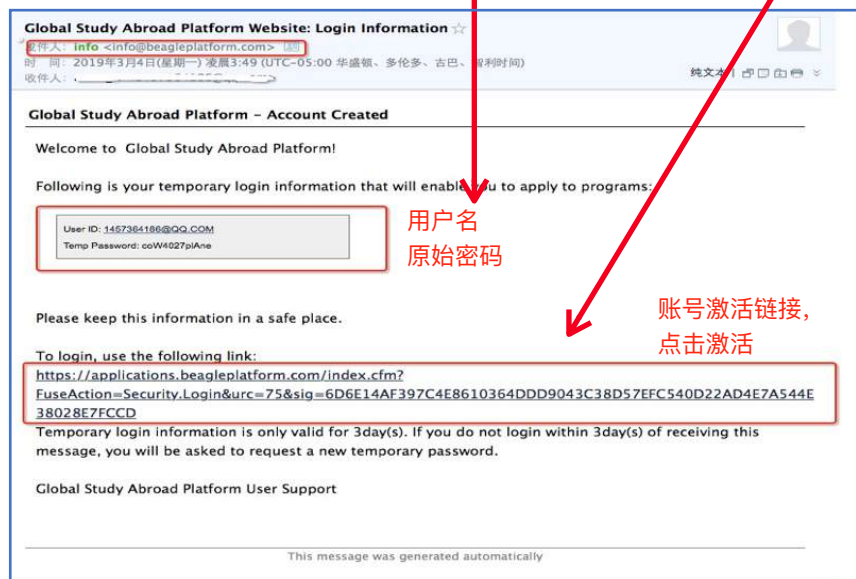 Global Study Abroad Platform Website: Login Information ☆
发件人: info <info@beagleplatform.com>
时 间: 2019年3月4日(星期一) 凌晨3:49 (UTC-05:00 华盛顿、多伦多、古巴、智利时间)
收件人:
纯文本 |
Global Study Abroad Platform – Account Created
Welcome to Global Study Abroad Platform!
Following is your temporary login information that will enable you to apply to programs:
User ID: 1457364186@QQ.COM
Temp Password: coW4027piAne
用户名
原始密码
Please keep this information in a safe place.
账号激活链接,
点击激活
To login, use the following link:
https://applications.beagleplatform.com/index.cfm?
FuseAction=Security.Login&urc=75&sig=6D6E14AF397C4E8610364DDD9043C38D57EFC540D22AD4E7A544E
38028E7FCCD
Temporary login information is only valid for 3day(s). If you do not login within 3day(s) of receiving this
message, you will be asked to request a new temporary password.
Global Study Abroad Platform User Support
This message was generated automatically